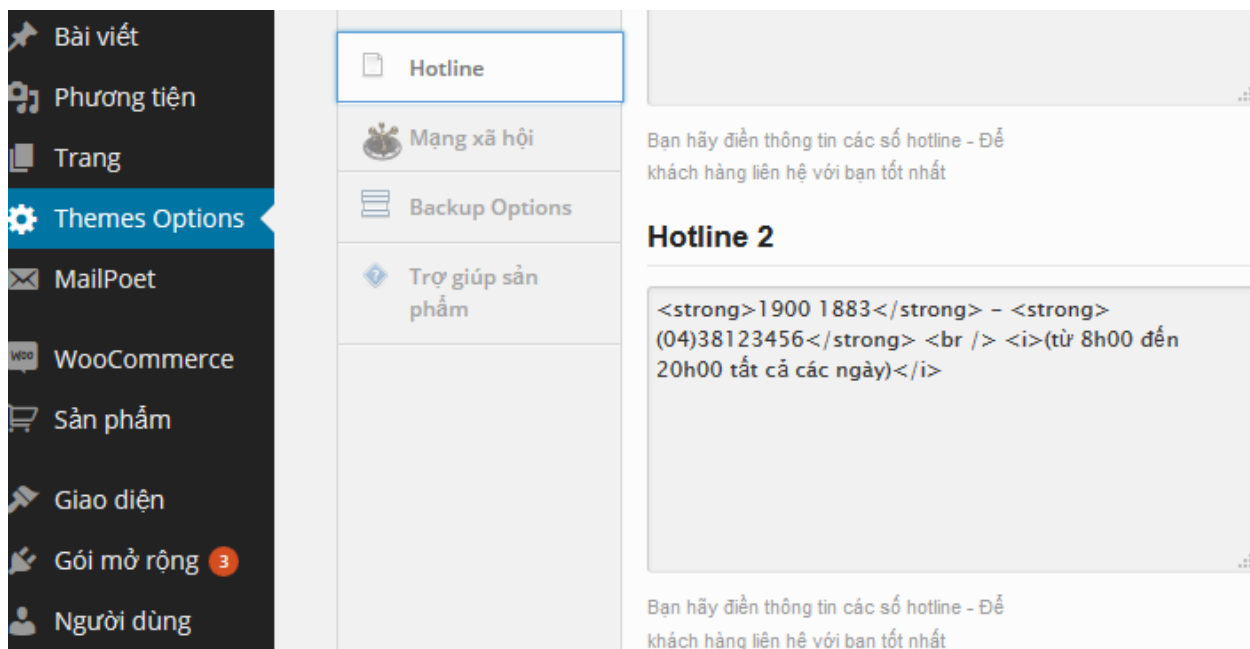 Bài viết
Phương tiện
Trang
Themes Options
MailPoet
Woo
WooCommerce
Sản phẩm
Giao diện
Gói mở rộng 3
Người dùng
Hotline
Mạng xã hội
Backup Options
Trợ giúp sản
phẩm
Bạn hãy điền thông tin các số hotline - Để
khách hàng liên hệ với bạn tốt nhất
Hotline 2
<strong>1900 1883</strong> – <strong>
(04)38123456</strong> <br /> <i>(từ 8h00 đến
20h00 tất cả các ngày)</i>
Bạn hãy điền thông tin các số hotline - Để
khách hàng liên hệ với bạn tốt nhất